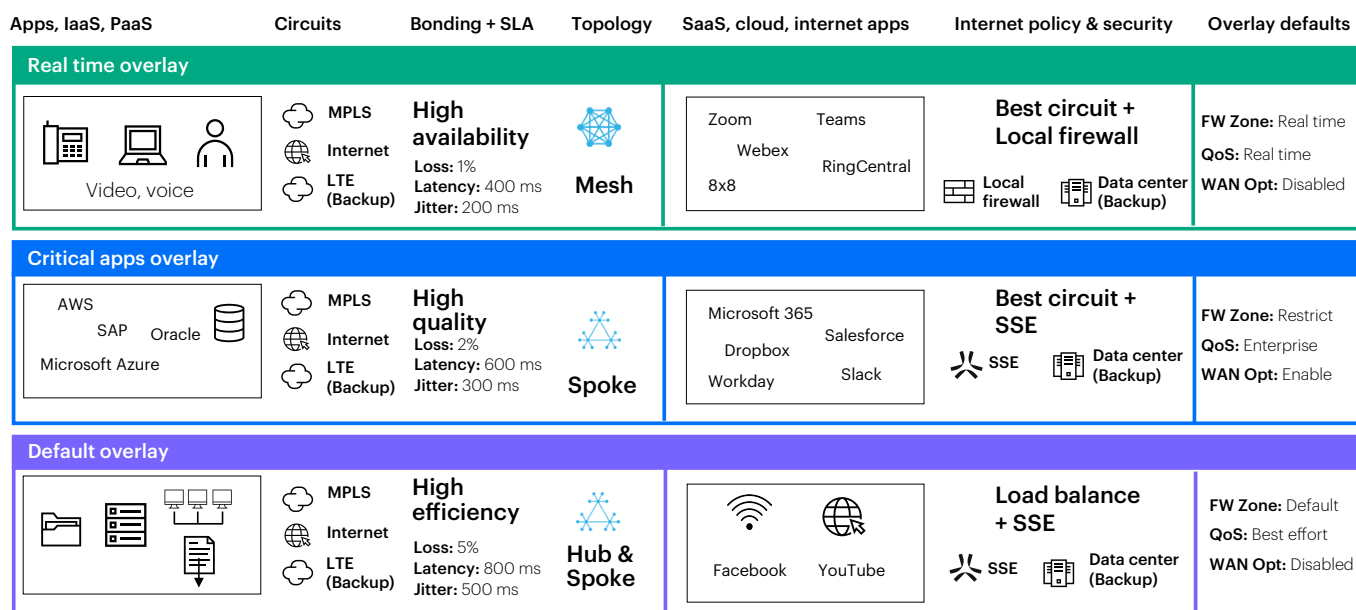 Apps, IaaS, PaaS
Circuits
Bonding + SLA
Topology
SaaS, cloud, internet apps
Internet policy & security
Overlay defaults
Real time overlay
Video, voice
MPLS
Internet
LTE
(Backup)
High
availability
Loss: 1%
Latency: 400 ms
Jitter: 200 ms
Mesh
Zoom
Teams
Webex
RingCentral
8x8
Best circuit +
Local firewall
Local
firewall
Data center
(Backup)
FW Zone: Real time
QoS: Real time
WAN Opt: Disabled
Critical apps overlay
AWS
SAP
Oracle
Microsoft Azure
MPLS
Internet
LTE
(Backup)
High
quality
Loss: 2%
Latency: 600 ms
Jitter: 300 ms
Spoke
Microsoft 365
Salesforce
Dropbox
Workday
Slack
Best circuit +
SSE
SSE
Data center
(Backup)
FW Zone: Restrict
QoS: Enterprise
WAN Opt: Enable
Default overlay
MPLS
Internet
LTE
(Backup)
High
efficiency
Loss: 5%
Latency: 800 ms
Jitter: 500 ms
Hub &
Spoke
Facebook
YouTube
Load balance
+ SSE
SSE
Data center
(Backup)
FW Zone: Default
QoS: Best effort
WAN Opt: Disabled